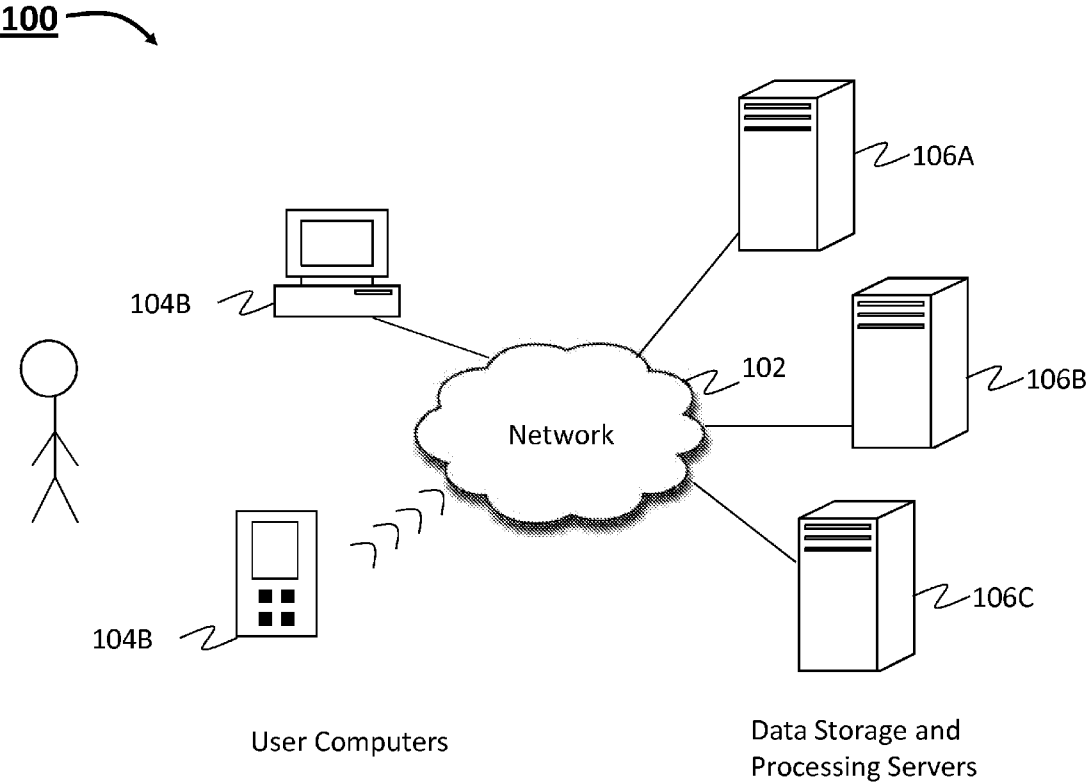 100
106A
104B
102
106B
Network
106C
104B
User Computers
Data Storage and
Processing Servers